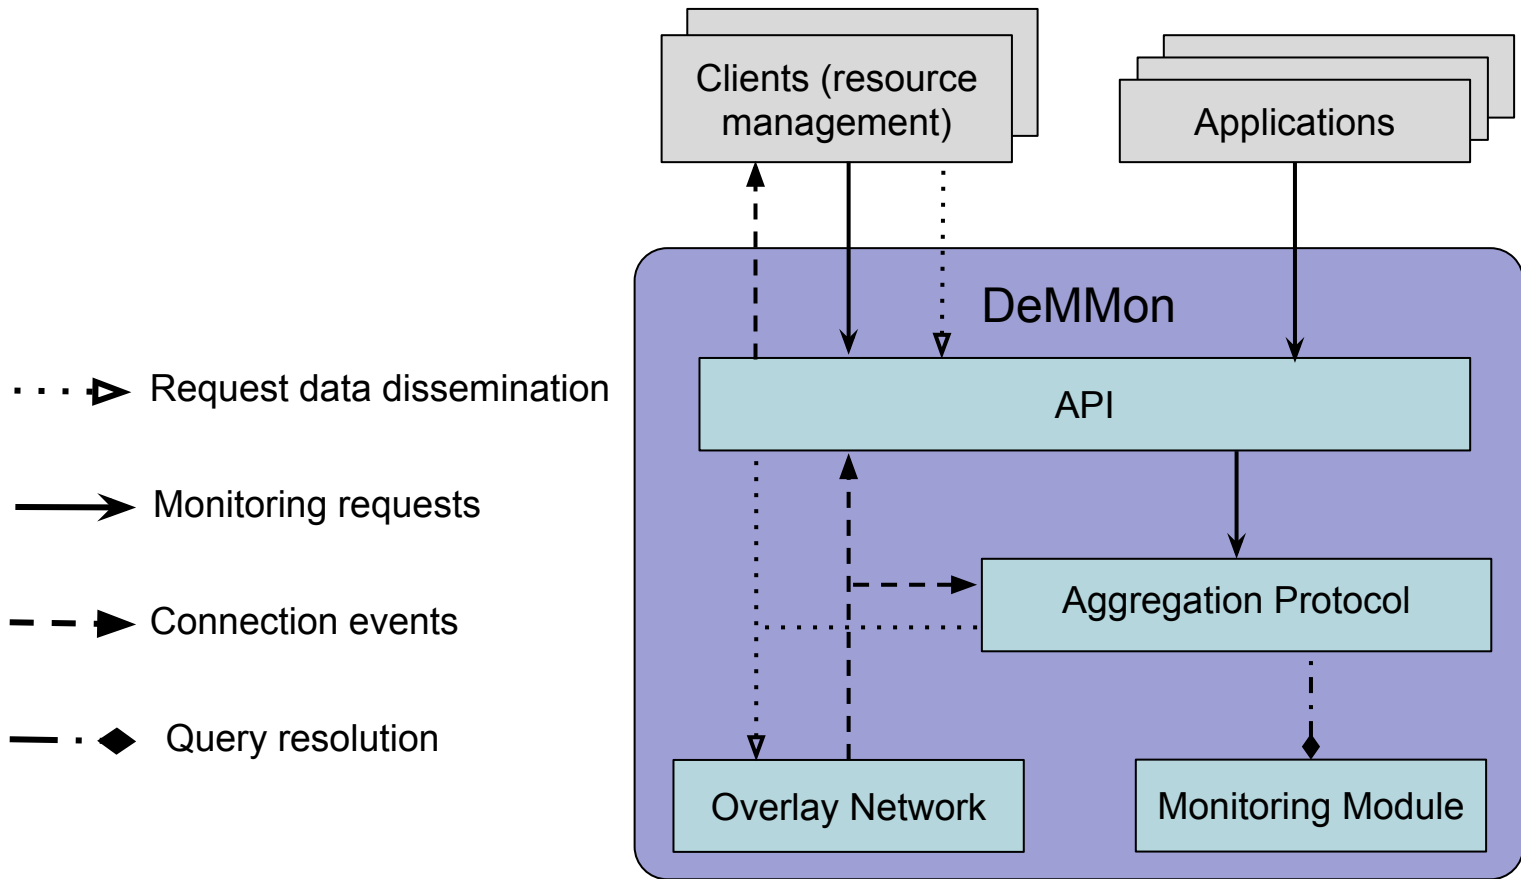 Clients (resource
management)
Applications
DeMMon
Request data dissemination
API
Monitoring requests
Aggregation Protocol
Connection events
Query resolution
Overlay Network
Monitoring Module